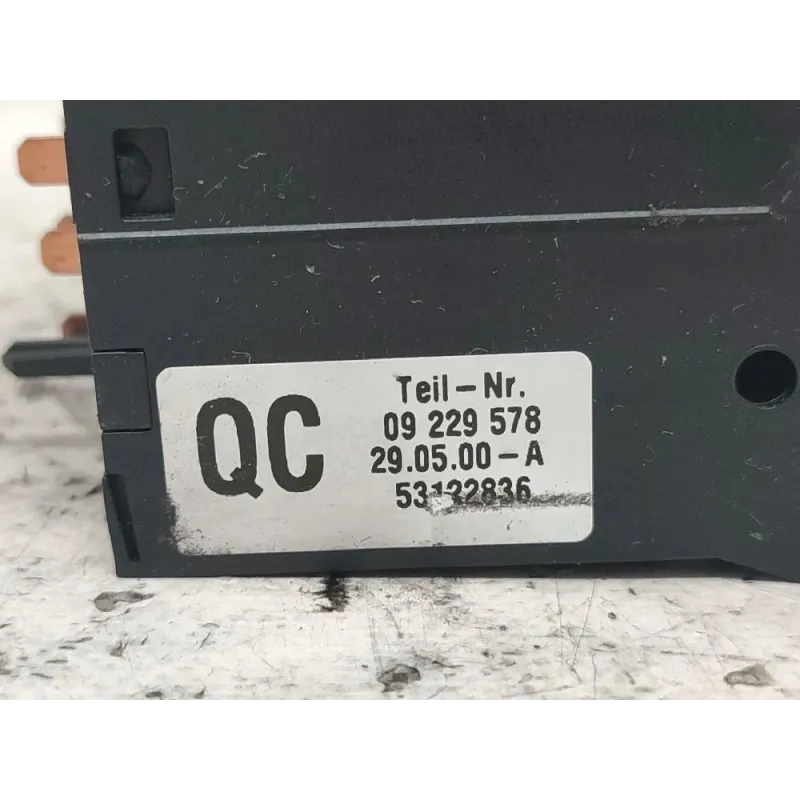 QC
Teil-Nr.
09 229 578
29.05.00-A
53122836